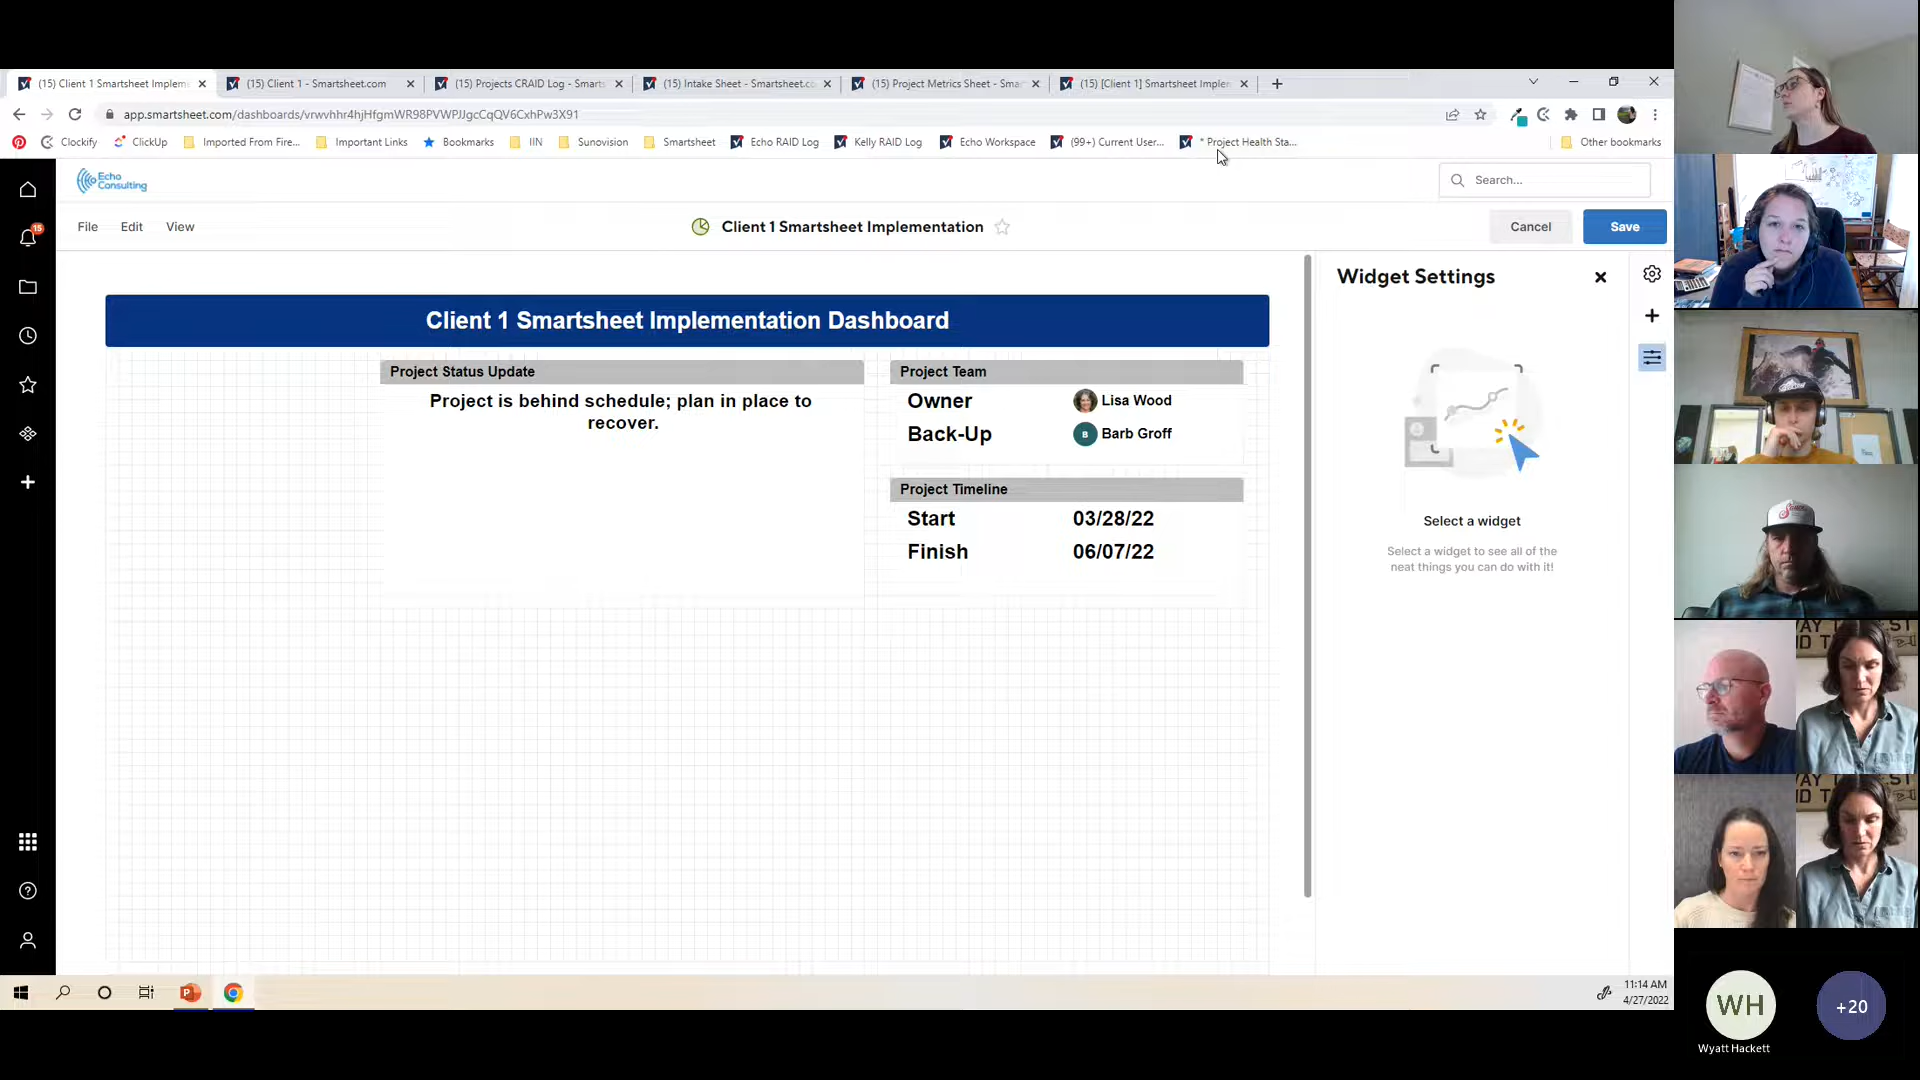 (15) Client 1 Smartsheet Implem
(15) Client 1 - Smartsheet.com
(15) Projects CRAID Log - Smarts
(15) Intake Sheet - Smartsheet.co
(15) Project Metrics Sheet - Sma
(15) [Client 1] Smartsheet Implem
app.smartsheet.com/dashboards/vrwvhhr4hjHfgmWR98PVWPJJgcCqQV6CxhPw3X91
Clockify
ClickUp
Imported From Fire...
Important Links
Bookmarks
IIN
Sunovision
Smartsheet
Echo RAID Log
Kelly RAID Log
Echo Workspace
(99+) Current User...
* Project Health Sta...
Other bookmarks
Echo
Consulting
Search...
15
File
Edit
View
Client 1 Smartsheet Implementation
Cancel
Save
Client 1 Smartsheet Implementation Dashboard
Project Status Update
Project is behind schedule; plan in place to
recover.
Project Team
Owner
Lisa Wood
Back-Up
B
Barb Groff
Project Timeline
Start
03/28/22
Finish
06/07/22
Widget Settings
Select a widget
Select a widget to see all of the
neat things you can do with it!
11:14 AM
4/27/2022
WH
Wyatt Hackett
+20